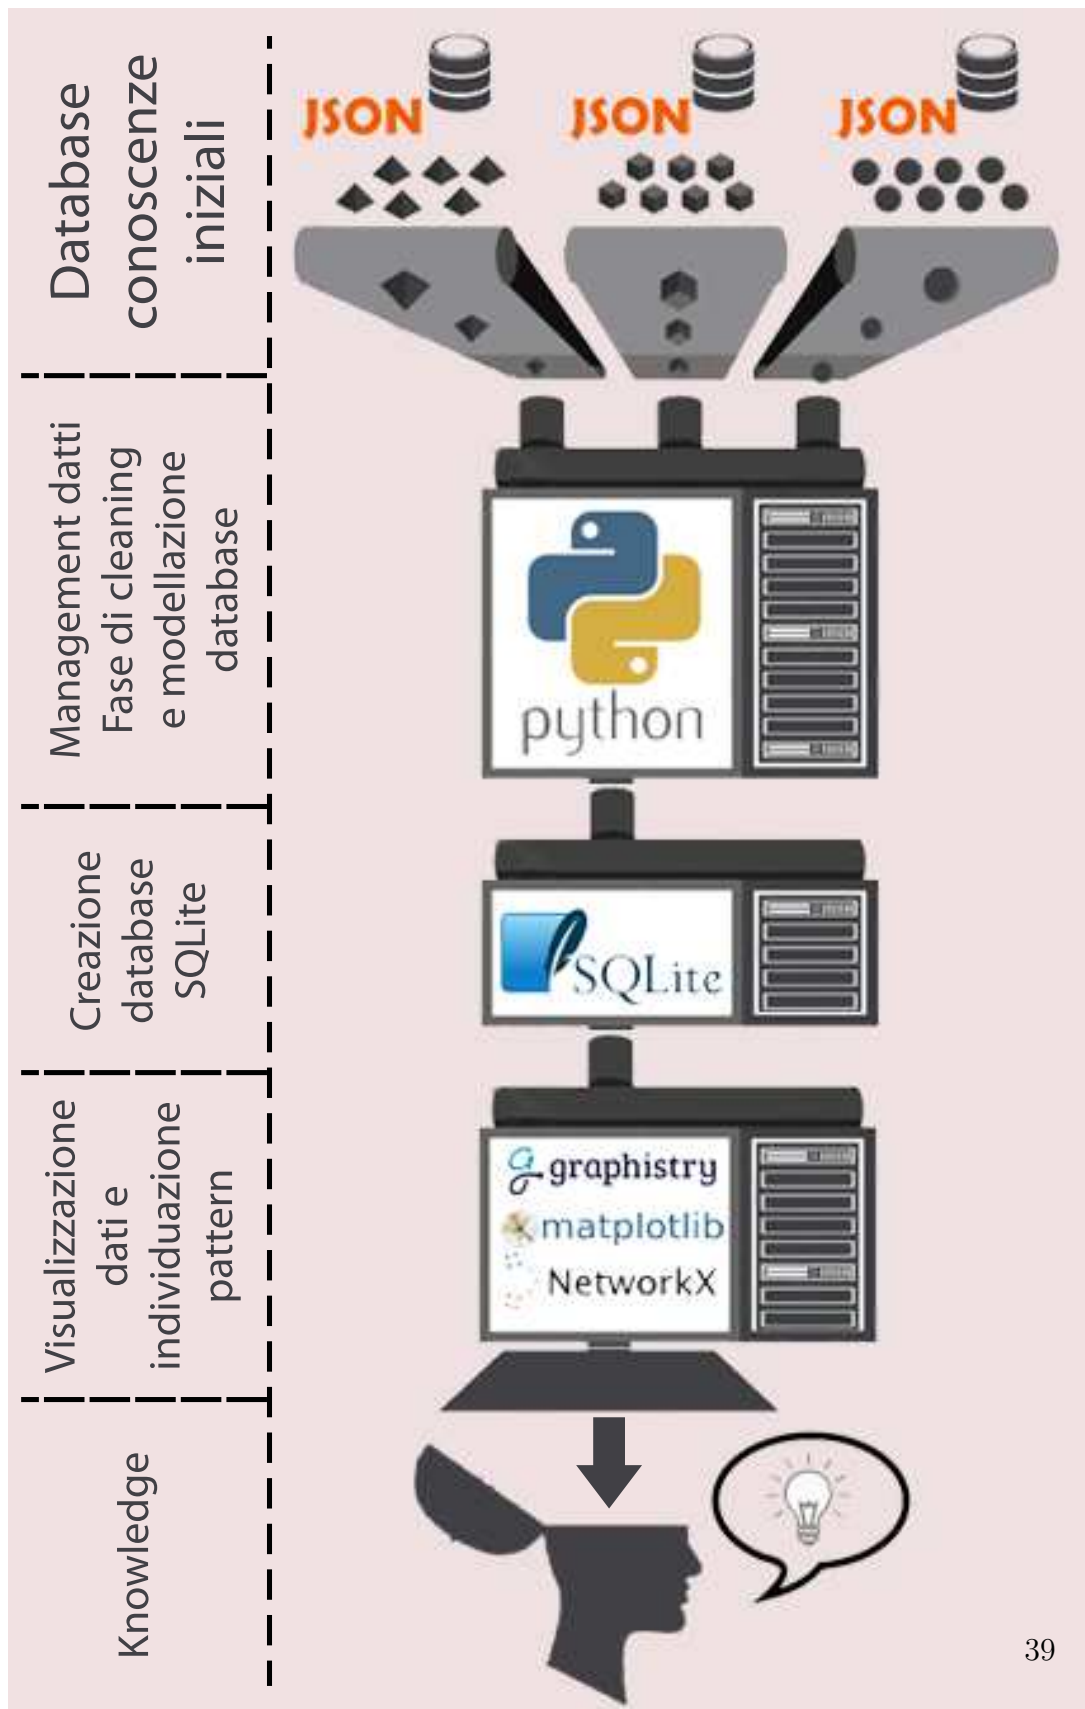 Database
conoscenze
iniziali
JSON
JSON
JSON
Management datti
Fase di cleaning
e modellazione
database
python
Creazione
database
SQLite
SQLite
Visualizzazione
dati e
individuazione
pattern
graphistry
matplotlib
NetworkX
Knowledge
39